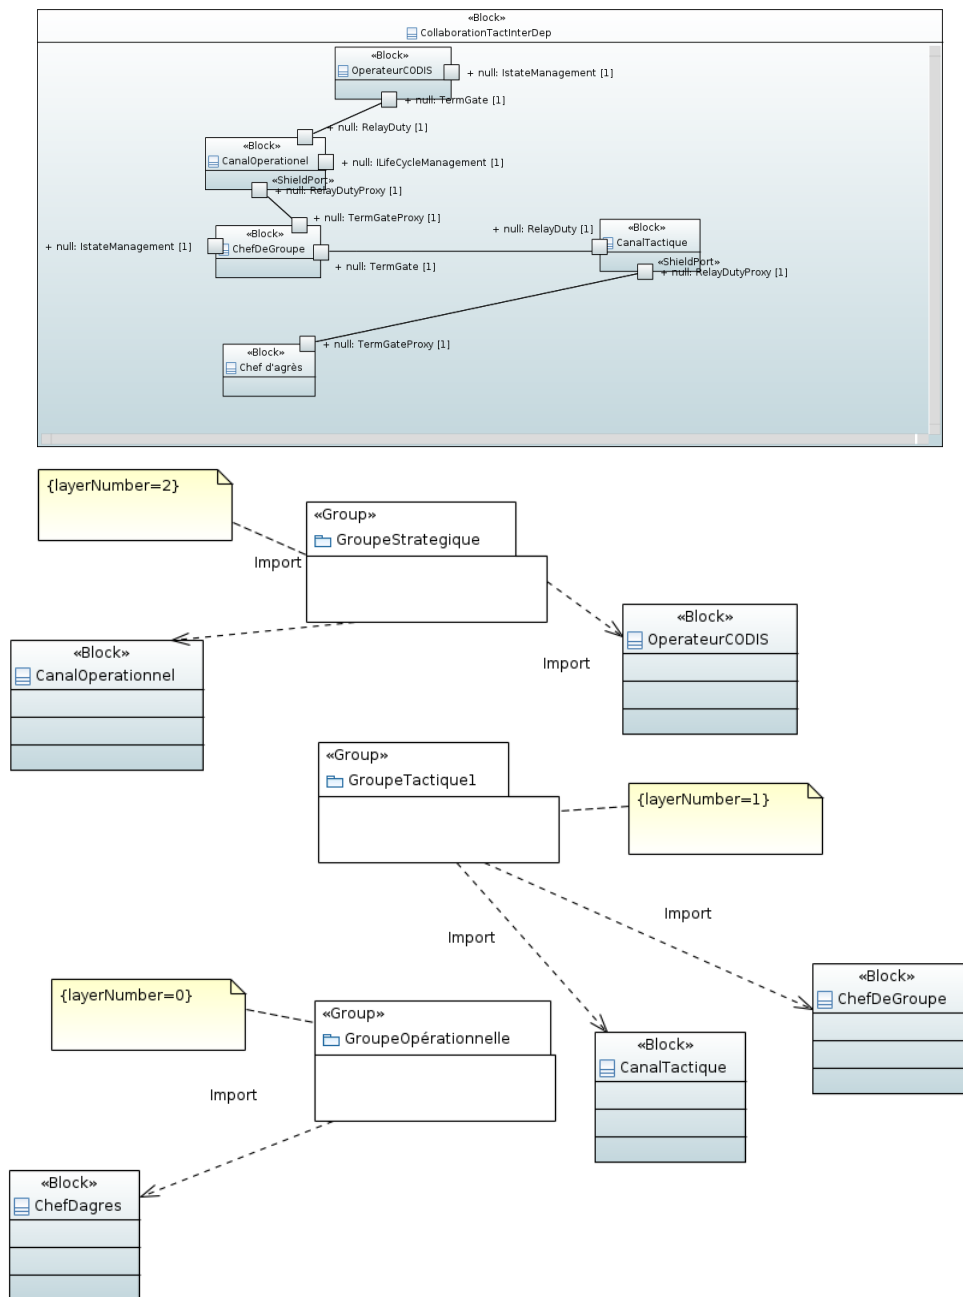 «Block»
CollaborationTactInterDep
«Block»
OperateurCODIS
+ null: IstateManagement [1]
+ null: TermGate [1]
+ null: RelayDuty [1]
«Block»
CanalOperationel
+ null: ILifeCycleManagement [1]
«ShieldPort»
+ null: RelayDutyProxy [1]
+ null: TermGateProxy [1]
«Block»
ChefDeGroupe
+ null: IstateManagement [1]
+ null: TermGate [1]
+ null: RelayDuty [1]
«Block»
CanalTactique
«ShieldPort»
+ null: RelayDutyProxy [1]
+ null: TermGateProxy [1]
«Block»
Chef d'agrès
{layerNumber=2}
«Group»
GroupeStrategique
Import
«Block»
CanalOperationnel
«Block»
OperateurCODIS
Import
«Group»
GroupeTactique1
{layerNumber=1}
Import
Import
«Block»
ChefDeGroupe
{layerNumber=0}
«Group»
GroupeOpérationnelle
«Block»
CanalTactique
Import
«Block»
ChefDagres